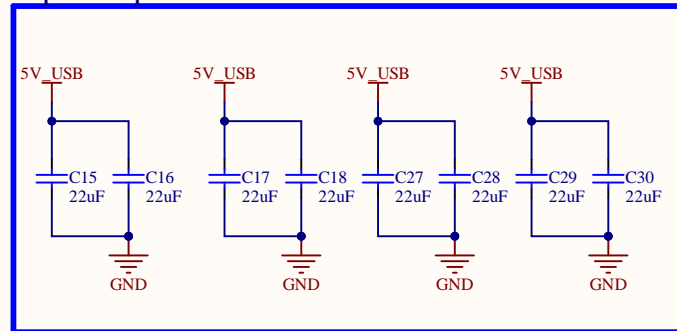 5V_USB 5V_USB 5V_USB 5V_USB
C15 C16 C17 C18 C27 C28 C29 C30
22uF 22uF 22uF 22uF 22uF 22uF 22uF 22uF
GND GND GND GND